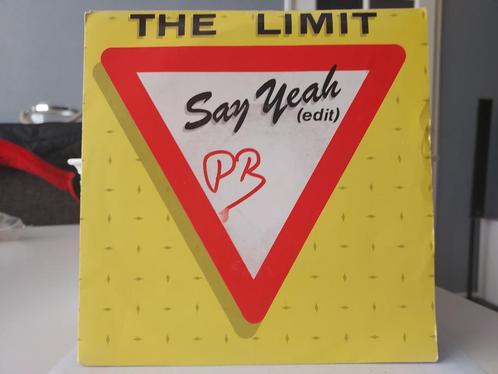 THE LIMIT
Say Yeah
(edit)
PB